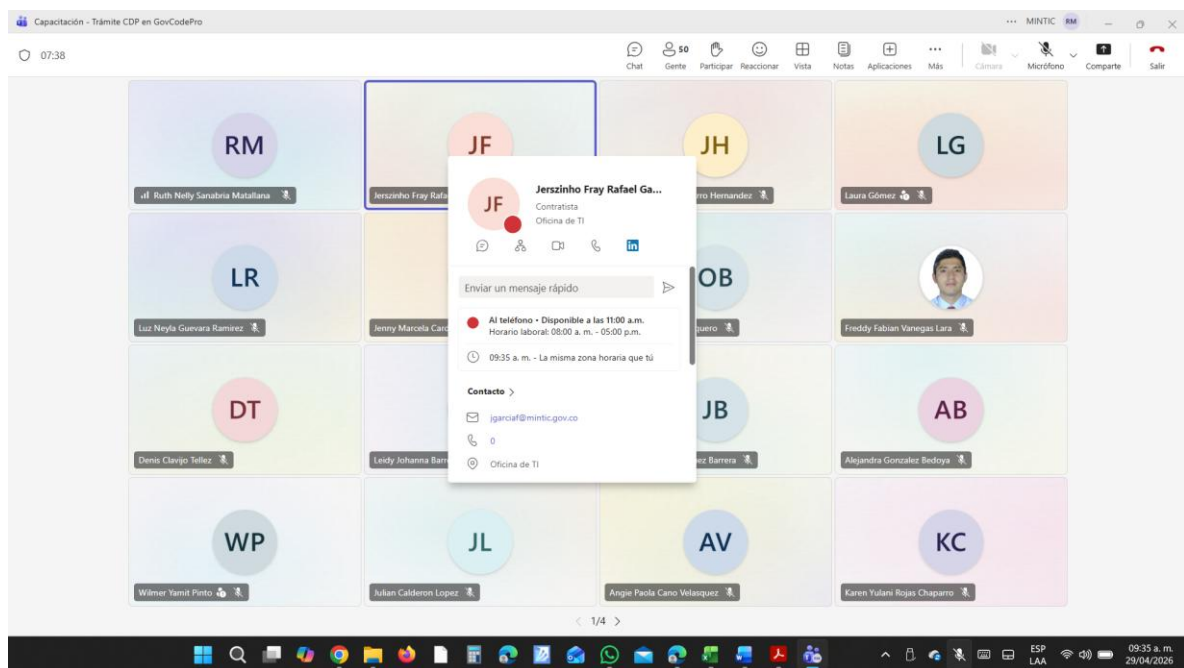 Capacitación - Trámite CDP en GovCodePro
MINTIC RM
07:38
50
Chat Gente Participar Reaccionar Vista Notas Aplicaciones Más Cámara Micrófono Comparte Salir
RM
JF
JH
LG
Ruth Nelly Sanabria Matallana
Jerszinho Fray Rafa
rro Hernandez
Laura Gómez
JF
Jerszinho Fray Rafael Ga...
Contratista
Oficina de TI
in
Enviar un mensaje rápido
Al teléfono • Disponible a las 11:00 a.m.
Horario laboral: 08:00 a. m. - 05:00 p.m.
09:35 a. m. - La misma zona horaria que tú
Contacto >
jgarciaf@mintic.gov.co
0
Oficina de TI
LR
OB
Luz Neyla Guevara Ramirez
Jenny Marcela Card
quero
Freddy Fabian Vanegas Lara
DT
JB
AB
Denis Clavijo Tellez
Leidy Johanna Barr
ez Barrera
Alejandra Gonzalez Bedoya
WP
JL
AV
KC
Wilmer Yamit Pinto
Julian Calderon Lopez
Angie Paola Cano Velasquez
Karen Yulani Rojas Chaparro
< 1/4 >
ESP
LAA
09:35 a. m.
29/04/2026